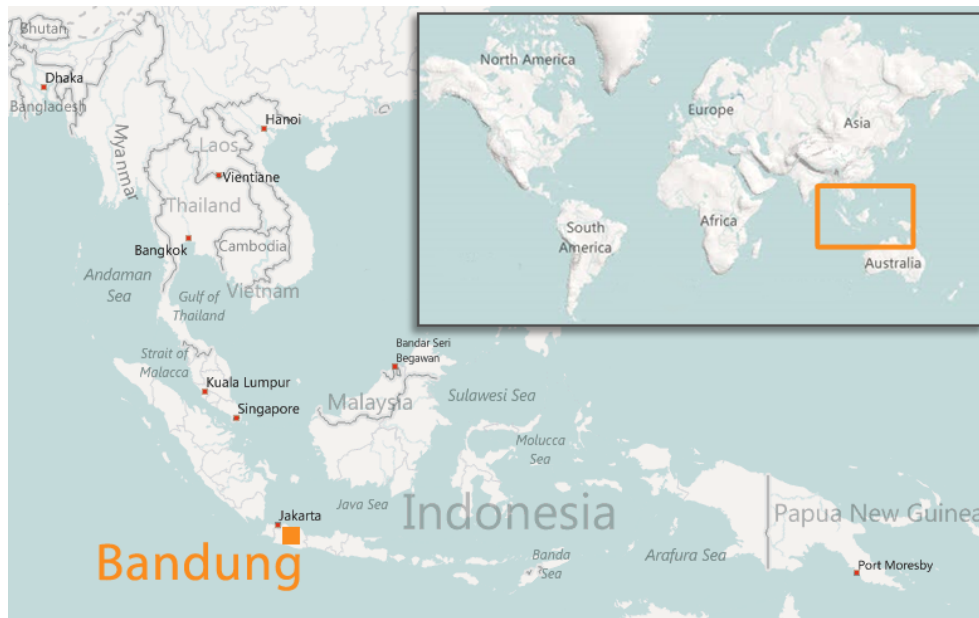 Bhutan
Dhaka
Bangladesh
Myanmar
Hanoi
Laos
Vientiane
Thailand
Bangkok
Cambodia
Vietnam
Andaman
Sea
Gulf of
Thailand
Strait of
Malacca
Kuala Lumpur
Singapore
Bandar Seri
Begawan
Malaysia
Sulawesi Sea
Molucca
Sea
Java Sea
Indonesia
Jakarta
Bandung
Banda
Sea
Arafura Sea
Papua New Guinea
Port Moresby
North America
Europe
Asia
Africa
South
America
Australia